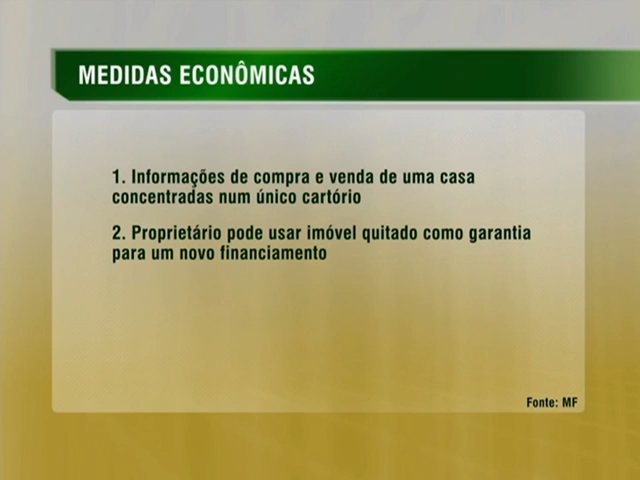 MEDIDAS ECONÔMICAS
1. Informações de compra e venda de uma casa
concentradas num único cartório
2. Proprietário pode usar imóvel quitado como garantia
para um novo financiamento
Fonte: MF